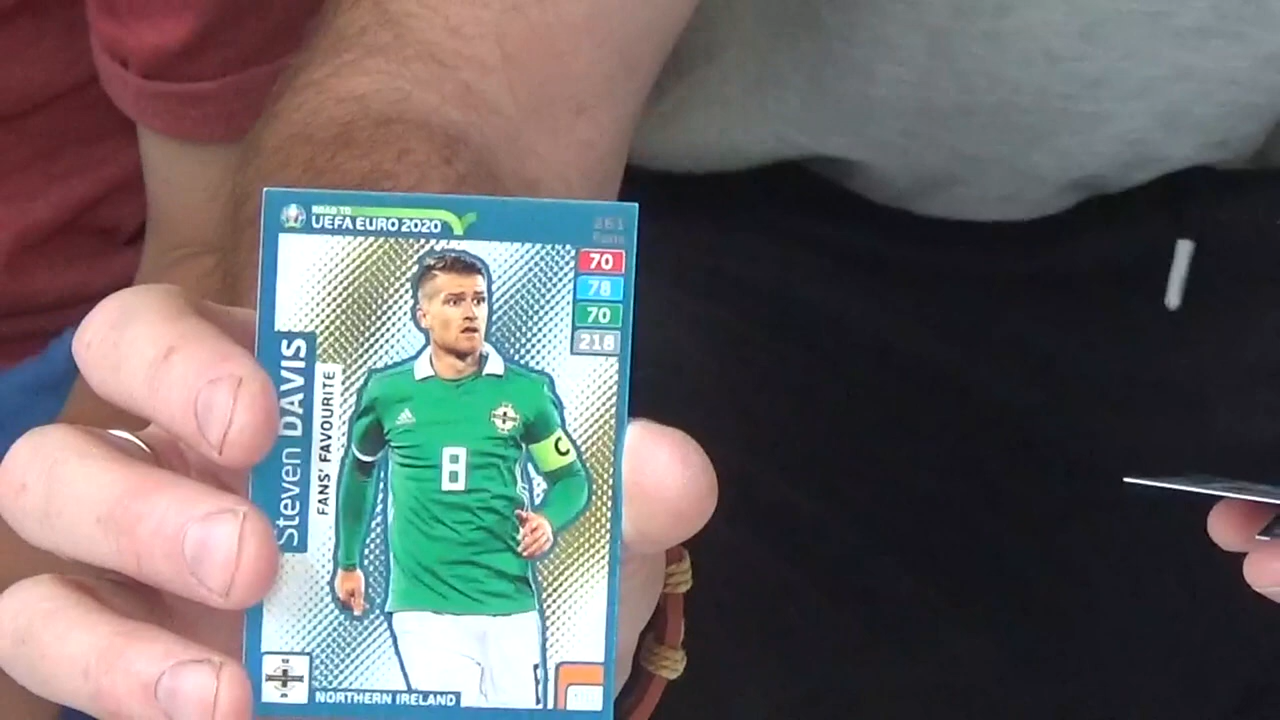 ROAD TO
UEFA EURO 2020
261
Fans
70
78
70
218
Steven DAVIS
FANS' FAVOURITE
C
8
NORTHERN IRELAND